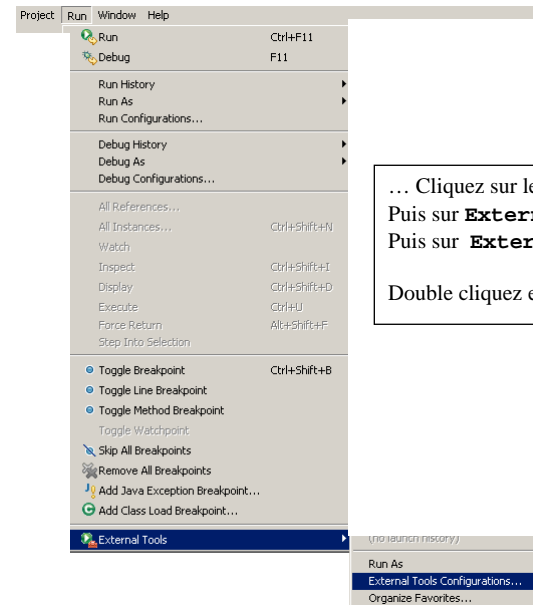 Project Run Window Help
Run Ctrl+F11
Debug F11
Run History
Run As
Run Configurations...
Debug History
Debug As
Debug Configurations...
All References...
All Instances... Ctrl+Shift+N
Watch
Inspect Ctrl+Shift+I
Display Ctrl+Shift+D
Execute Ctrl+U
Force Return Alt+Shift+F
Step Into Selection
Toggle Breakpoint Ctrl+Shift+B
Toggle Line Breakpoint
Toggle Method Breakpoint
Toggle Watchpoint
Skip All Breakpoints
Remove All Breakpoints
Add Java Exception Breakpoint...
Add Class Load Breakpoint...
External Tools
(no launch history)
Run As
External Tools Configurations...
Organize Favorites...
… Cliquez sur le
Puis sur Extern
Puis sur Exter
Double cliquez e